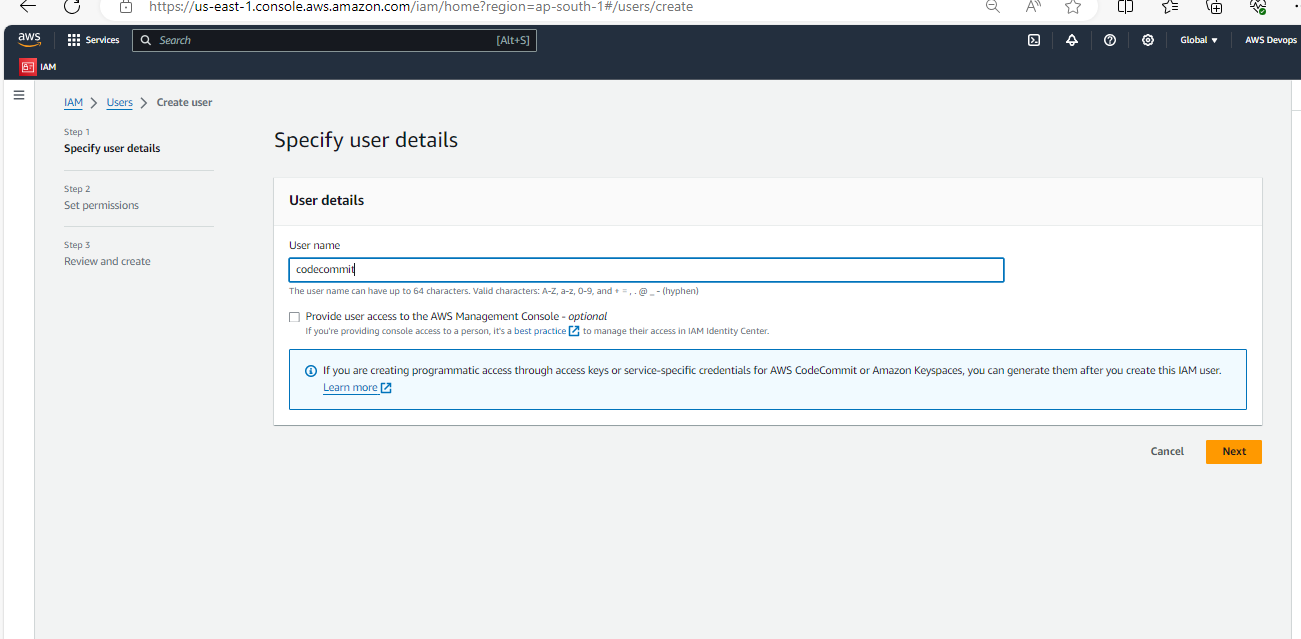 https://us-east-1.console.aws.amazon.com/iam/home?region=ap-south-1#/users/create
aws
Services
Search
[Alt+S]
Global ▼
AWS Devops
IAM
IAM > Users > Create user
Step 1
Specify user details
Step 2
Set permissions
Step 3
Review and create
Specify user details
User details
User name
codecommit
The user name can have up to 64 characters. Valid characters: A-Z, a-z, 0-9, and + = , . @ _ - (hyphen)
Provide user access to the AWS Management Console - optional
If you're providing console access to a person, it's a best practice to manage their access in IAM Identity Center.
If you are creating programmatic access through access keys or service-specific credentials for AWS CodeCommit or Amazon Keyspaces, you can generate them after you create this IAM user.
Learn more
Cancel
Next